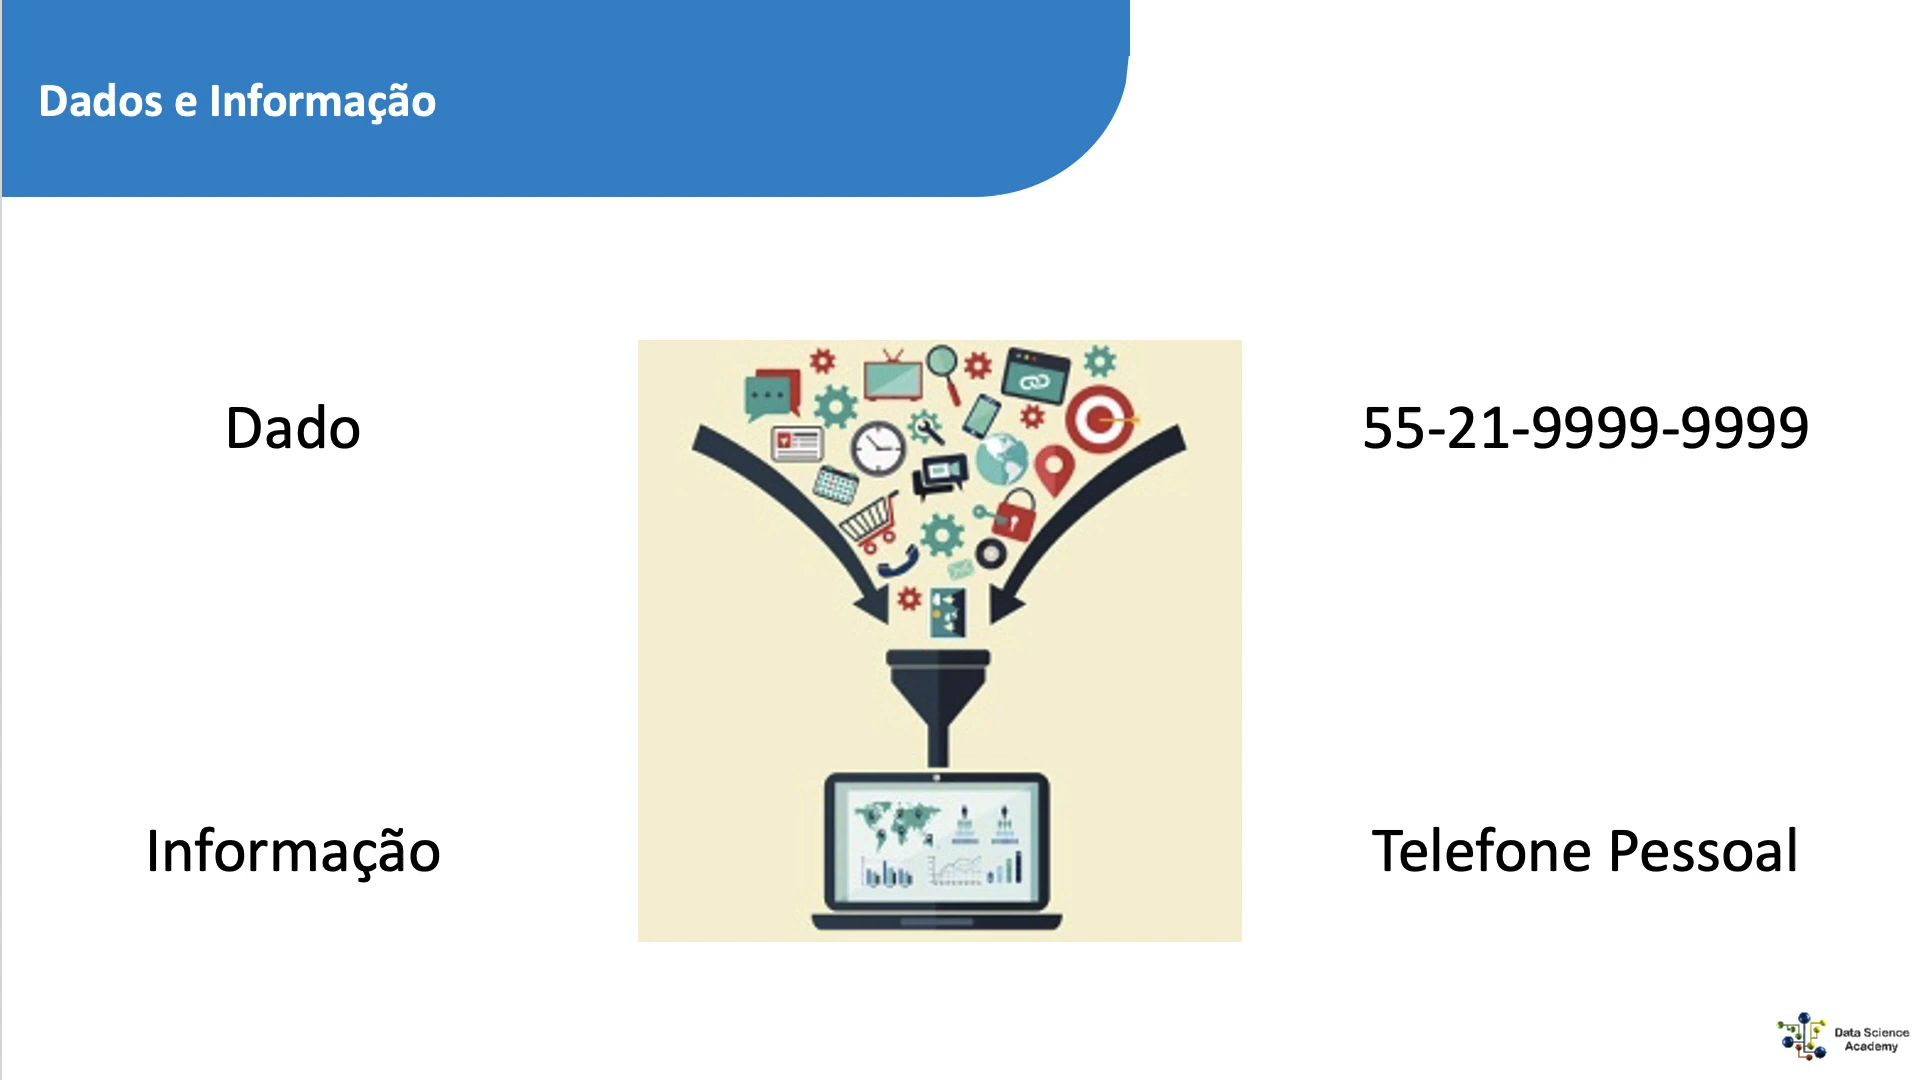 Dados e Informação
Dado
55-21-9999-9999
Informação
Telefone Pessoal
Data Science
Academy